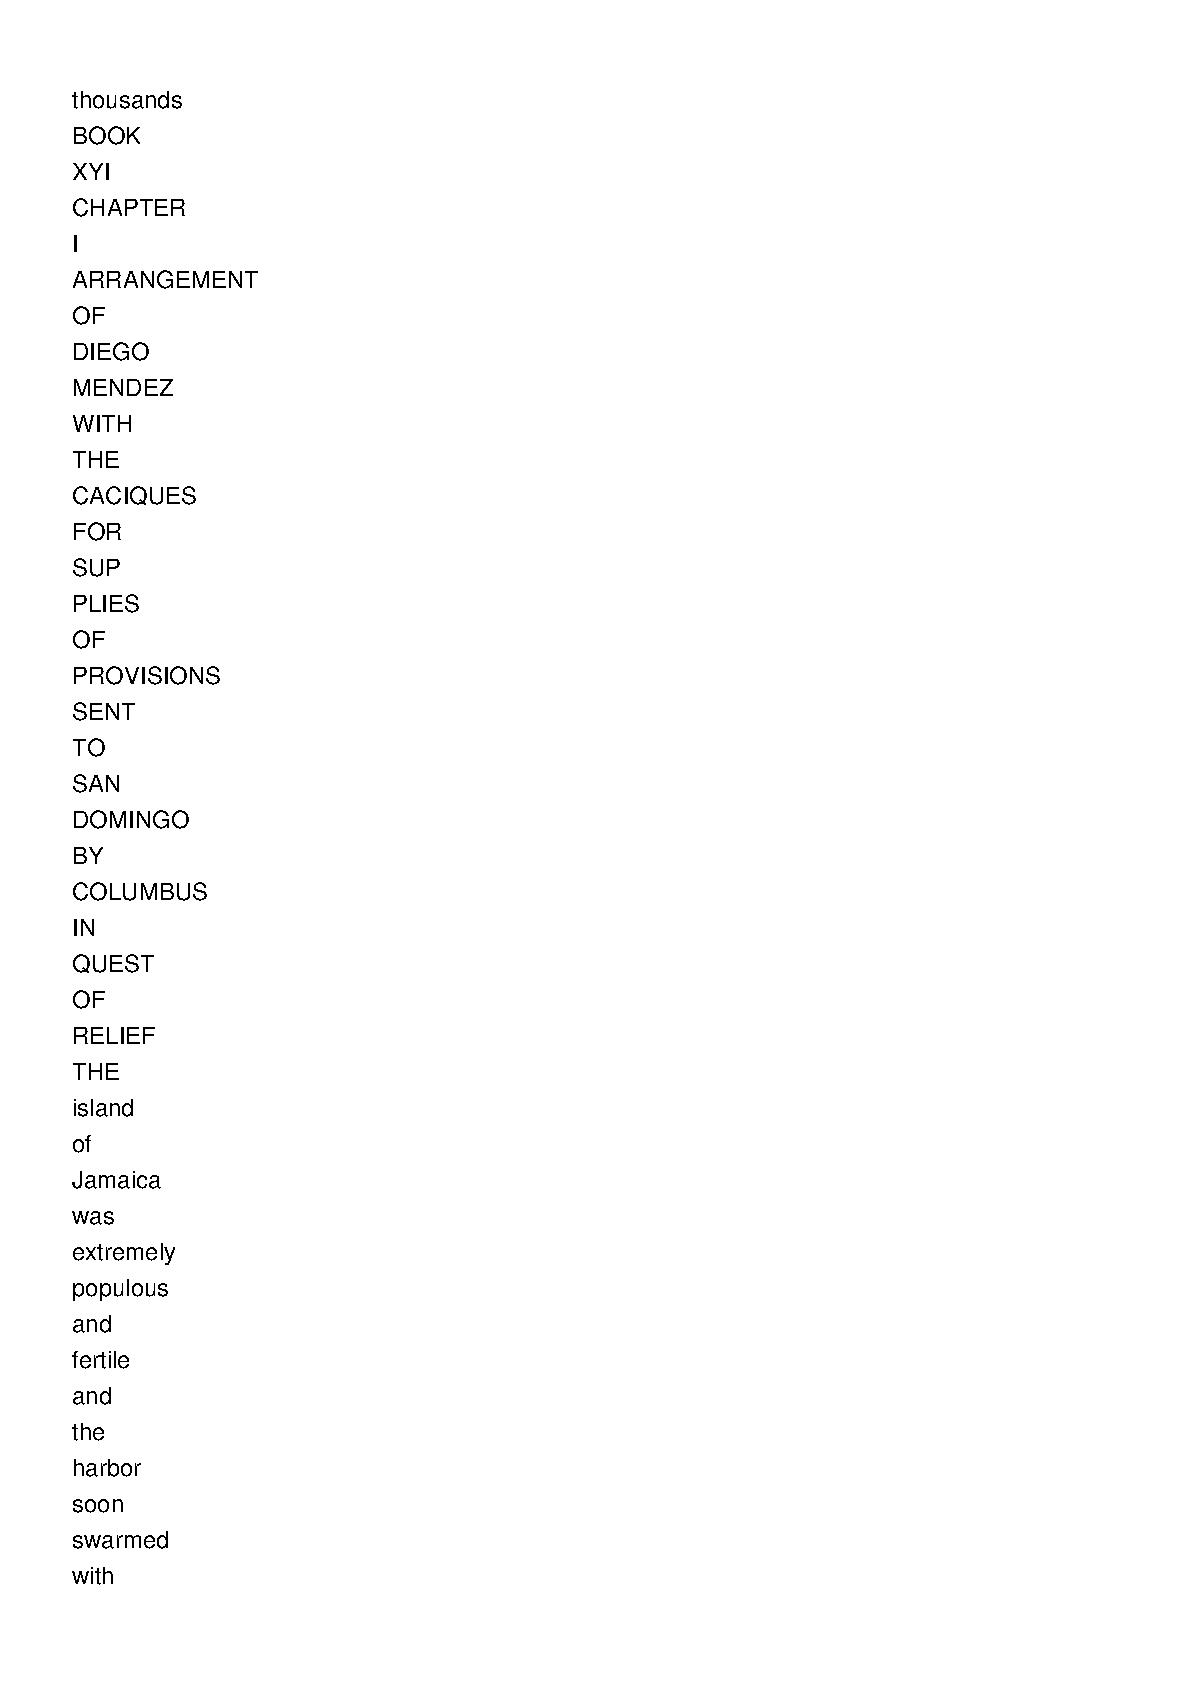 thousands
BOOK
XYI
CHAPTER
I
ARRANGEMENT
OF
DIEGO
MENDEZ
WITH
THE
CACIQUES
FOR
SUP
PLIES
OF
PROVISIONS
SENT
TO
SAN
DOMINGO
BY
COLUMBUS
IN
QUEST
OF
RELIEF
THE
island
of
Jamaica
was
extremely
populous
and
fertile
and
the
harbor
soon
swarmed
with